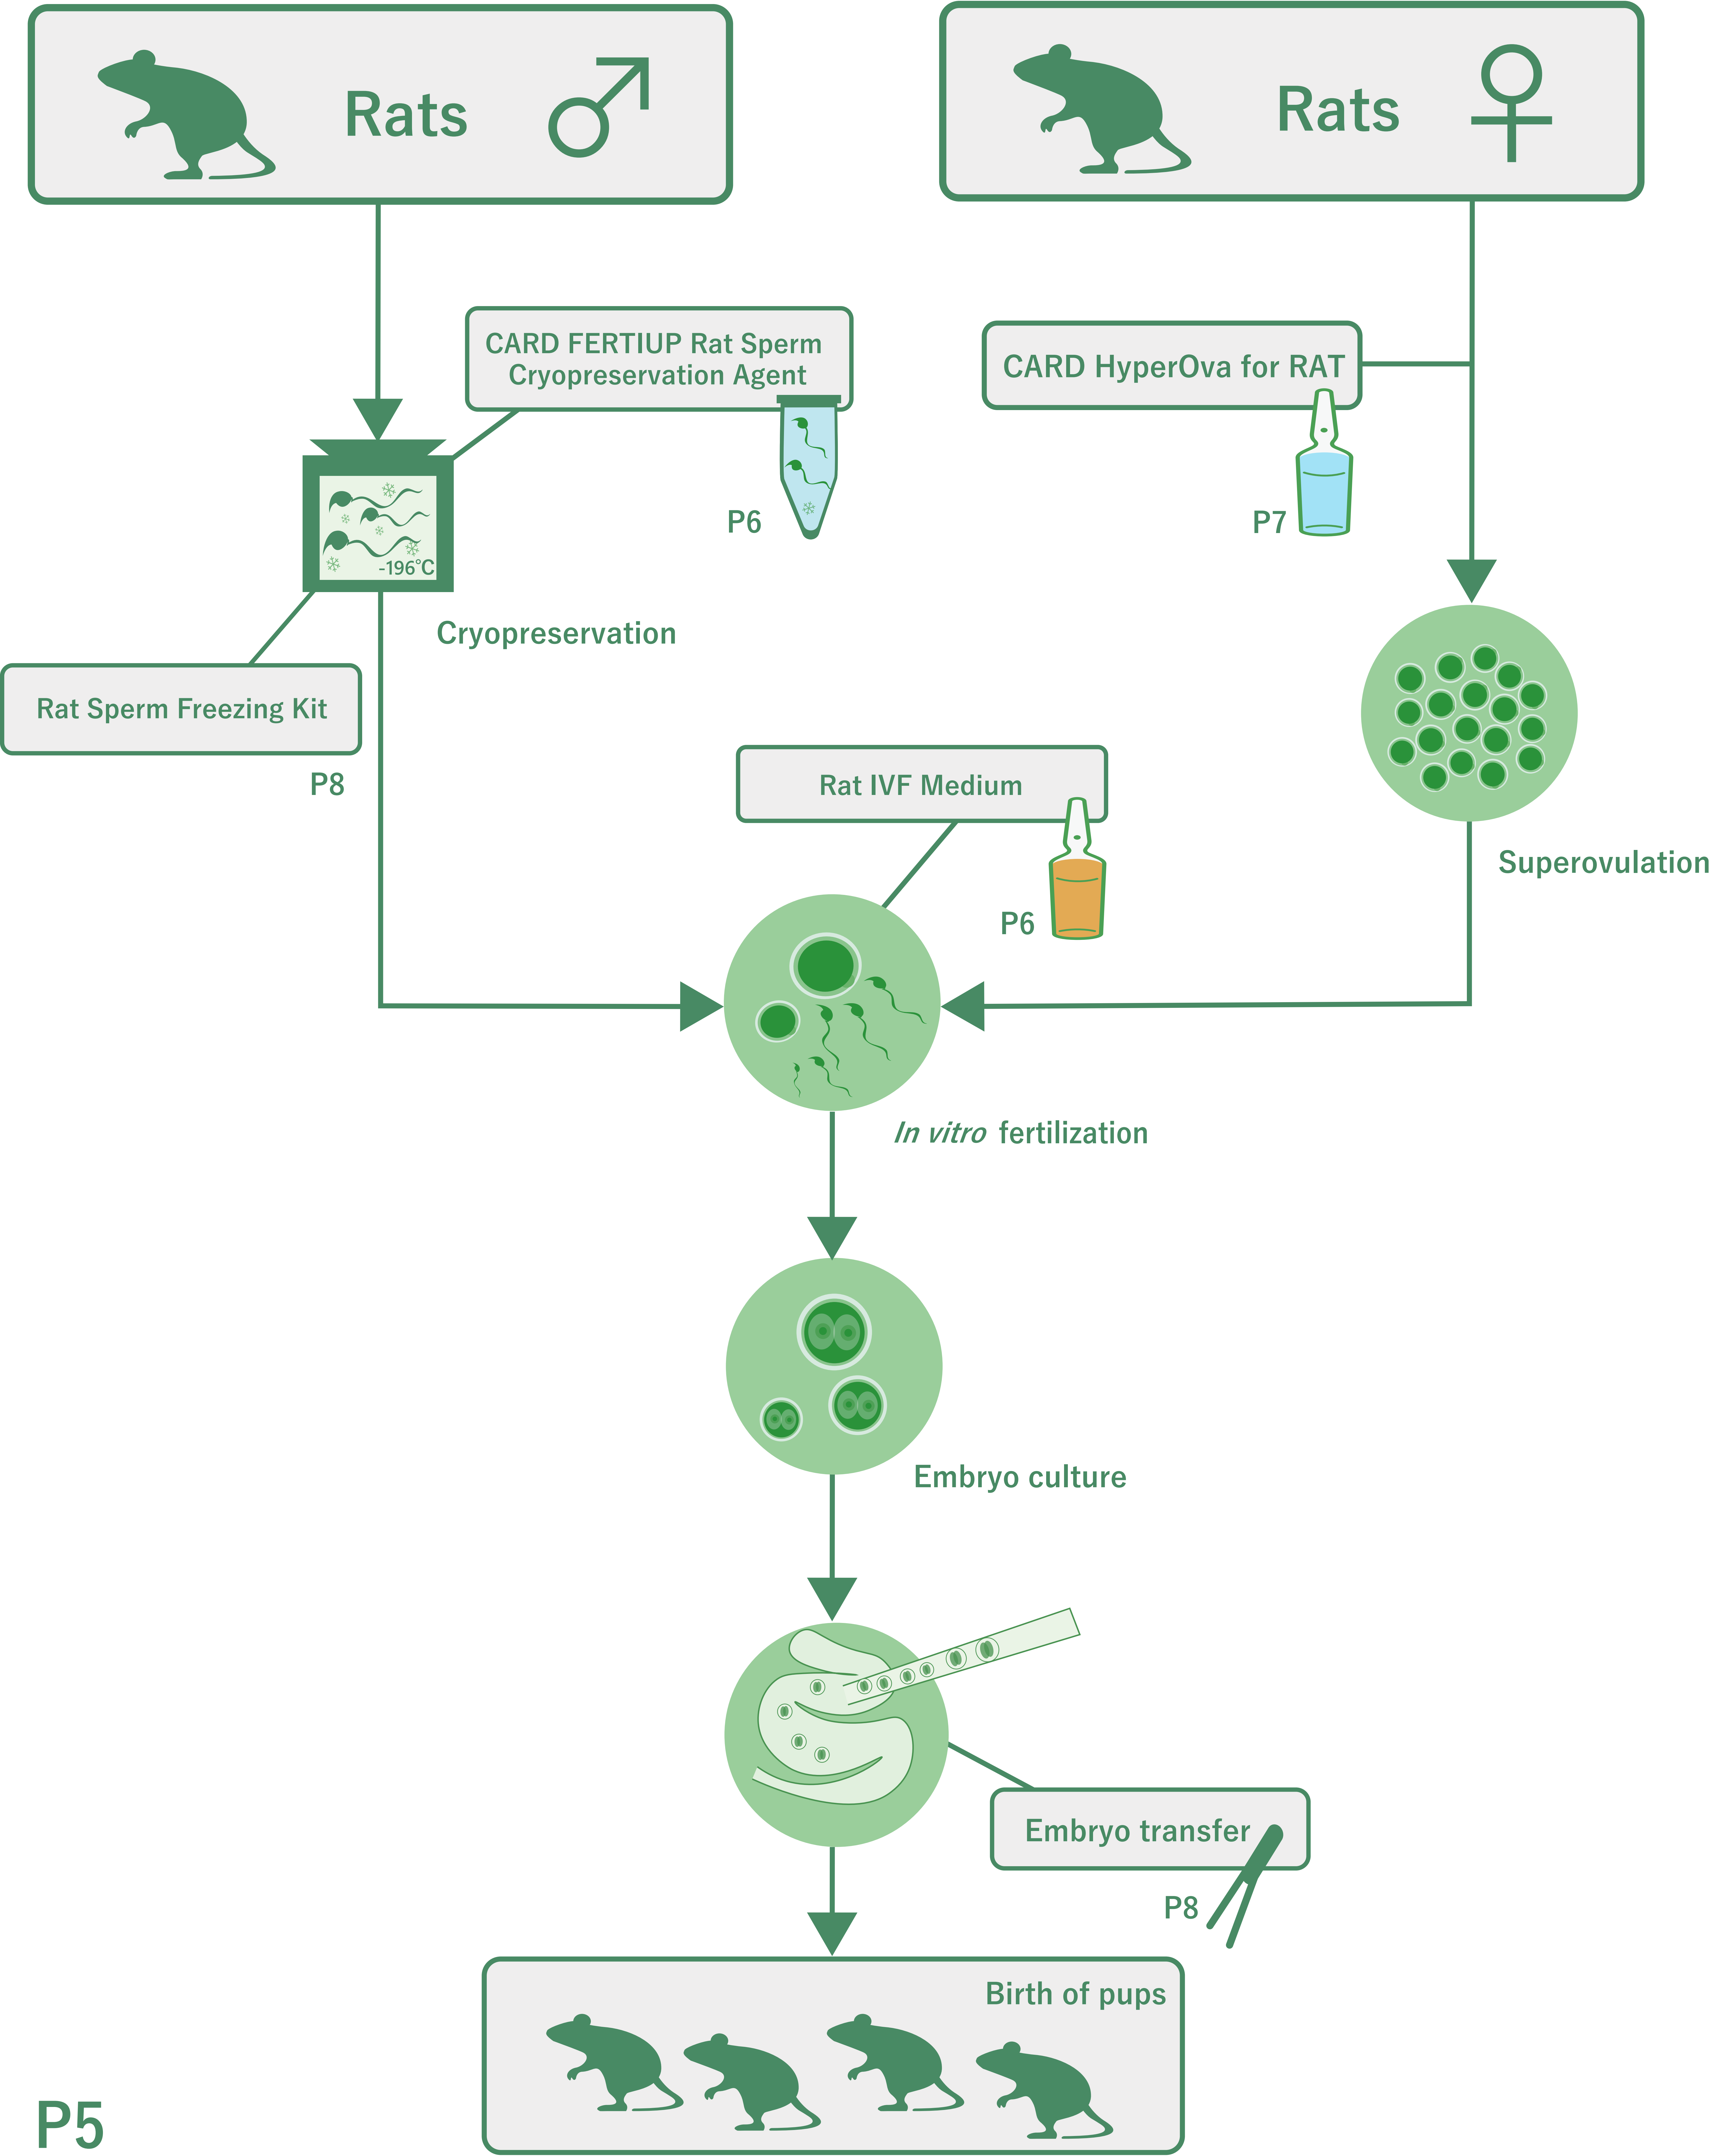 Rats
Rats
CARD FERTIUP Rat Sperm
Cryopreservation Agent
P6
CARD HyperOva for RAT
P7
-196°C
Cryopreservation
Rat Sperm Freezing Kit
P8
Rat IVF Medium
P6
Superovulation
In vitro fertilization
Embryo culture
Embryo transfer
P8
Birth of pups
P5